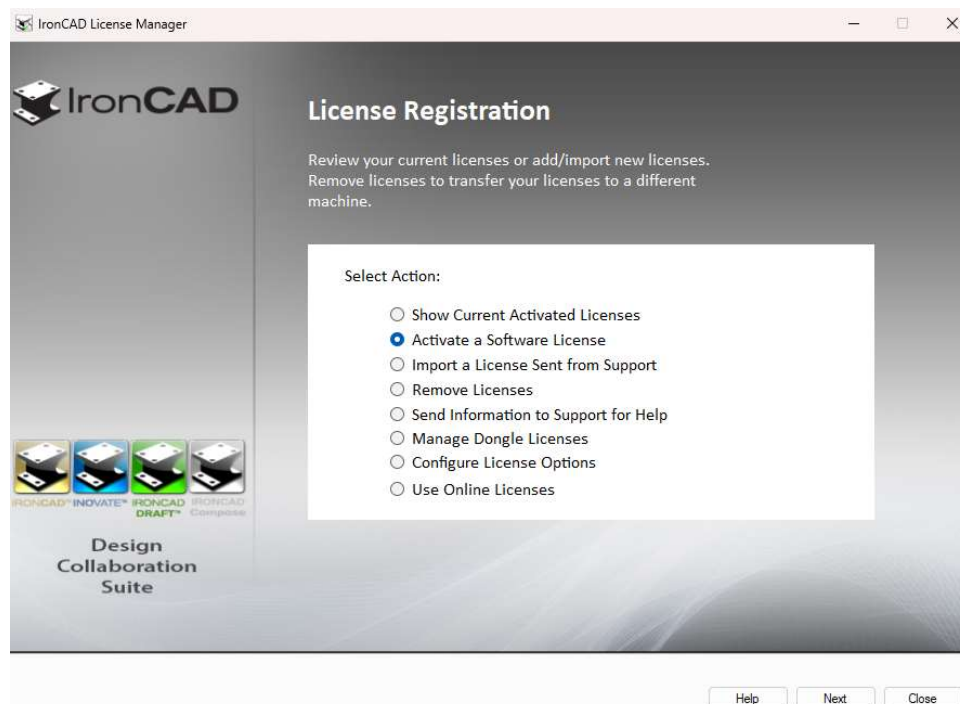 IronCAD License Manager
IronCAD
License Registration
Review your current licenses or add/import new licenses.
Remove licenses to transfer your licenses to a different
machine.
Select Action:
Show Current Activated Licenses
Activate a Software License
Import a License Sent from Support
Remove Licenses
Send Information to Support for Help
Manage Dongle Licenses
Configure License Options
Use Online Licenses
IRONCAD™ INOVATE™ IRONCAD DRAFT™ IRONCAD Compose
Design
Collaboration
Suite
Help Next Close